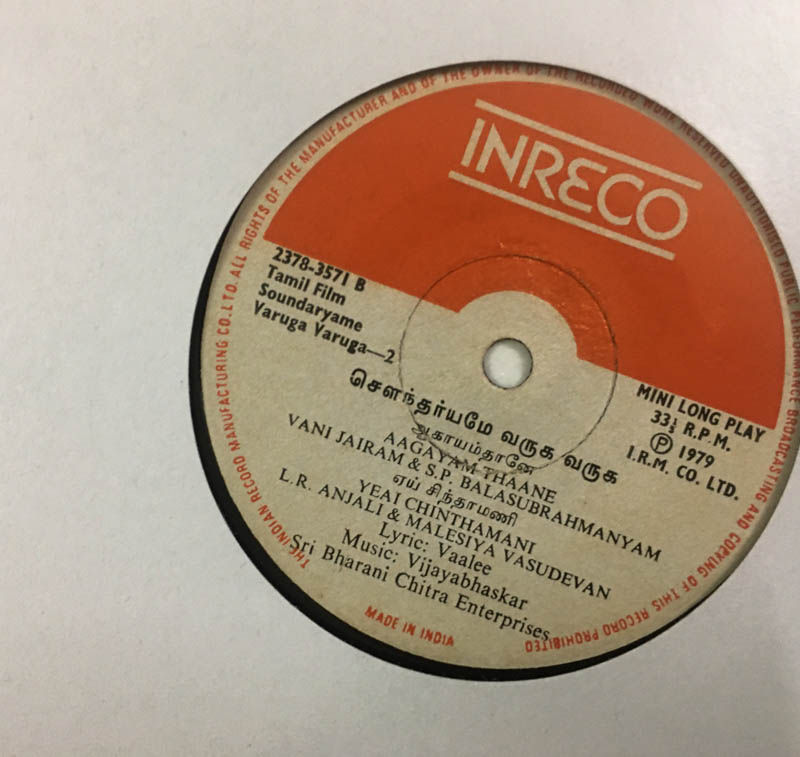 INRECO
2378-3571 B
Tamil Film
Soundaryame
Varuga Varuga—2
MINI LONG PLAY
33⅓ R.P.M.
Ⓟ 1979
I.R.M. CO. LTD.
சௌந்தர்யமே வருக வருக
ஆகாயம்தானே
AAGAYAM THAANE
VANI JAIRAM & S.P. BALASUBRAHMANYAM
ஏய் சிந்தாமணி
YEAI CHINTHAMANI
L.R. ANJALI & MALESIYA VASUDEVAN
Lyric: Vaalee
Music: Vijayabhaskar
Sri Bharani Chitra Enterprises
THE INDIAN RECORD MANUFACTURING CO. LTD. ALL RIGHTS OF THE MANUFACTURER AND OF THE OWNER OF THE RECORDED WORK RESERVED UNAUTHORISED PUBLIC PERFORMANCE BROADCASTING AND COPYING OF THIS RECORD PROHIBITED
MADE IN INDIA